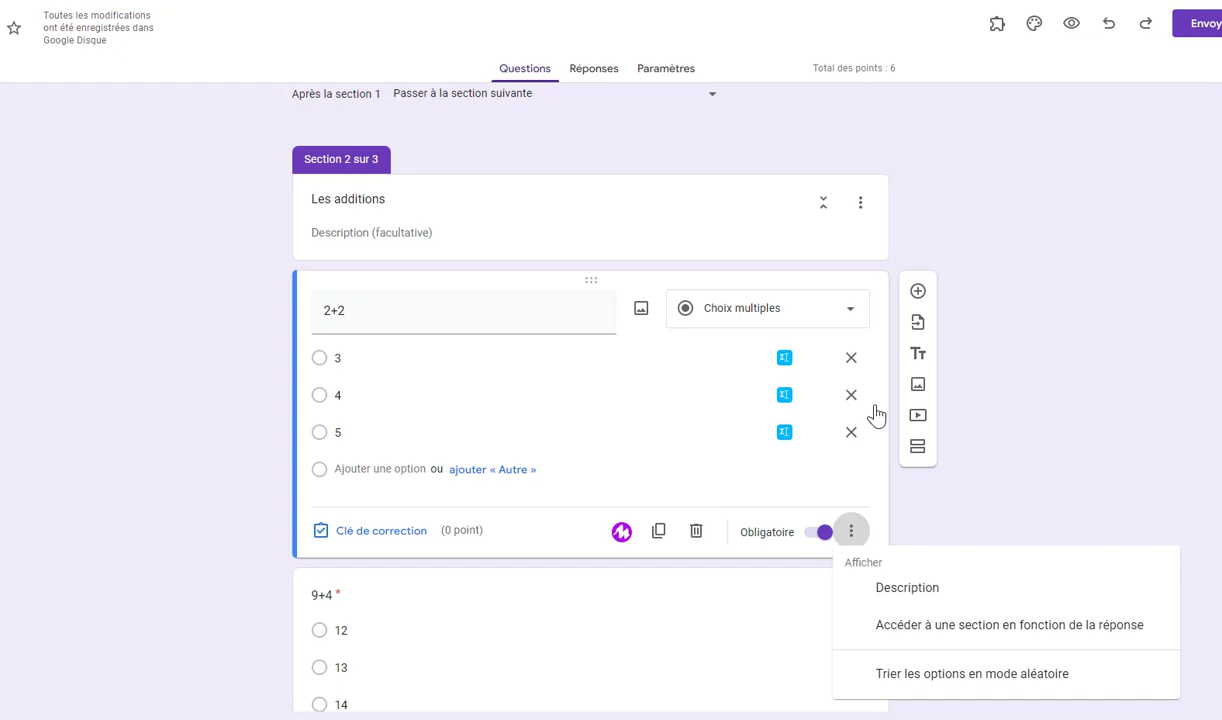 Toutes les modifications
ont été enregistrées dans
Google Disque
Envoy
Questions
Réponses
Paramètres
Total des points : 6
Après la section 1
Passer à la section suivante
Section 2 sur 3
Les additions
Description (facultative)
2+2
Choix multiples
3
4
5
Ajouter une option ou ajouter « Autre »
Clé de correction (0 point)
Obligatoire
Afficher
Description
Accéder à une section en fonction de la réponse
Trier les options en mode aléatoire
9+4 *
12
13
14